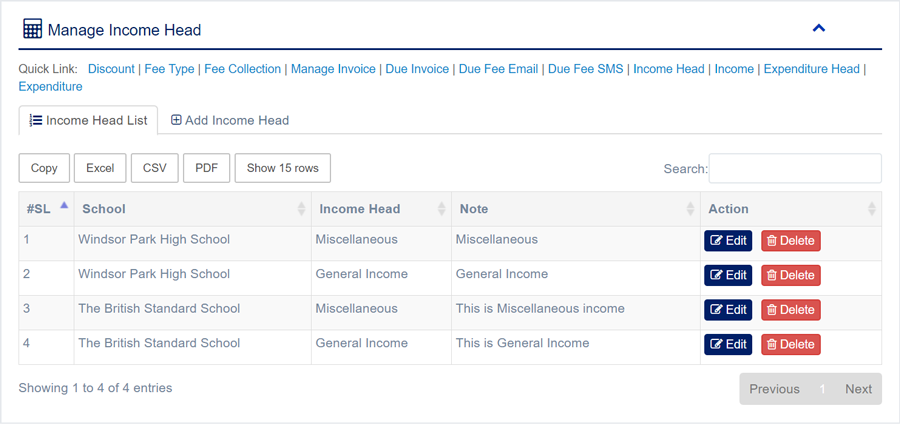 Manage Income Head
Quick Link: Discount | Fee Type | Fee Collection | Manage Invoice | Due Invoice | Due Fee Email | Due Fee SMS | Income Head | Income | Expenditure Head |
Expenditure
Income Head List Add Income Head
Copy Excel CSV PDF Show 15 rows Search:
#SL School Income Head Note Action
1 Windsor Park High School Miscellaneous Miscellaneous Edit Delete
2 Windsor Park High School General Income General Income Edit Delete
3 The British Standard School Miscellaneous This is Miscellaneous income Edit Delete
4 The British Standard School General Income This is General Income Edit Delete
Showing 1 to 4 of 4 entries Previous 1 Next